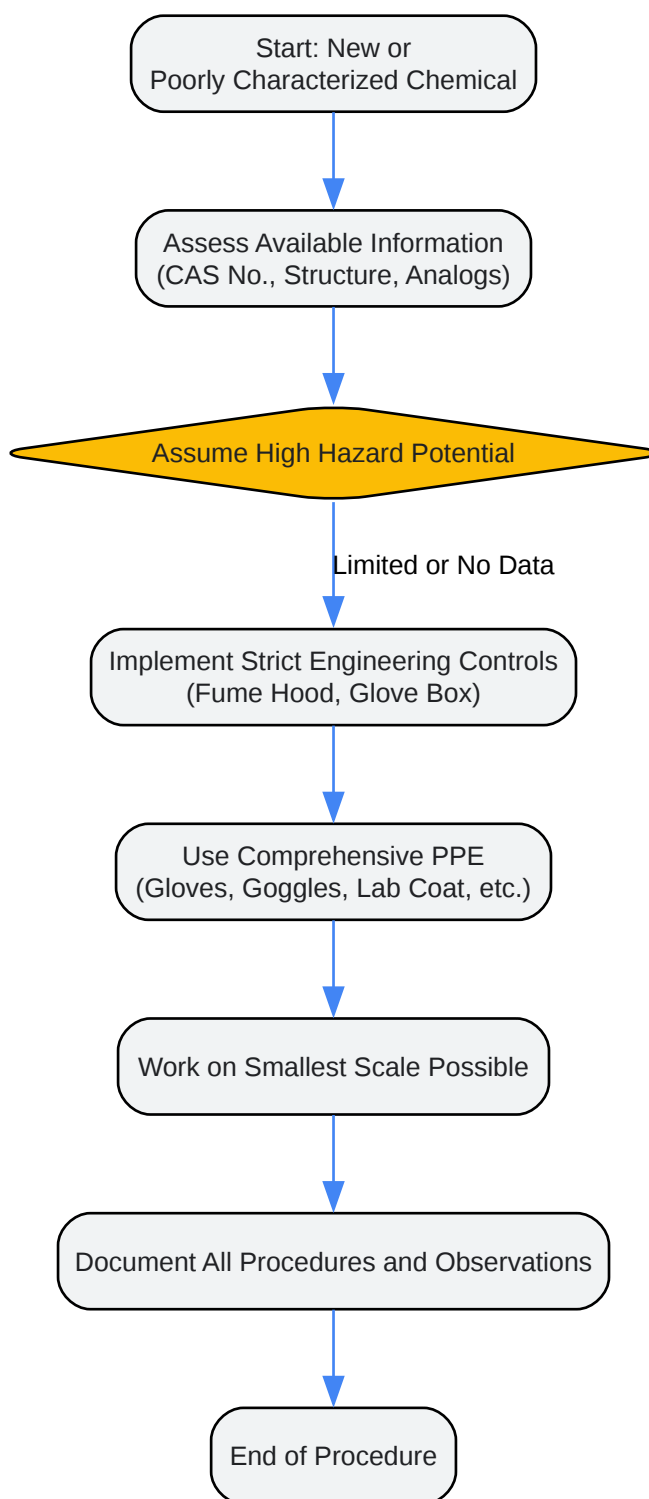 Start: New or
Poorly Characterized Chemical
Assess Available Information
(CAS No., Structure, Analogs)
Assume High Hazard Potential
Limited or No Data
Implement Strict Engineering Controls
(Fume Hood, Glove Box)
Use Comprehensive PPE
(Gloves, Goggles, Lab Coat, etc.)
Work on Smallest Scale Possible
Document All Procedures and Observations
End of Procedure